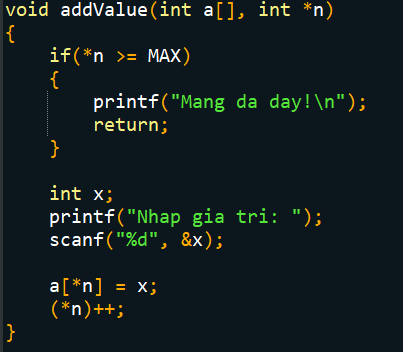 void addValue(int a[], int *n)
{
    if(*n >= MAX)
    {
        printf("Mang da day!\n");
        return;
    }

    int x;
    printf("Nhap gia tri: ");
    scanf("%d", &x);

    a[*n] = x;
    (*n)++;
}